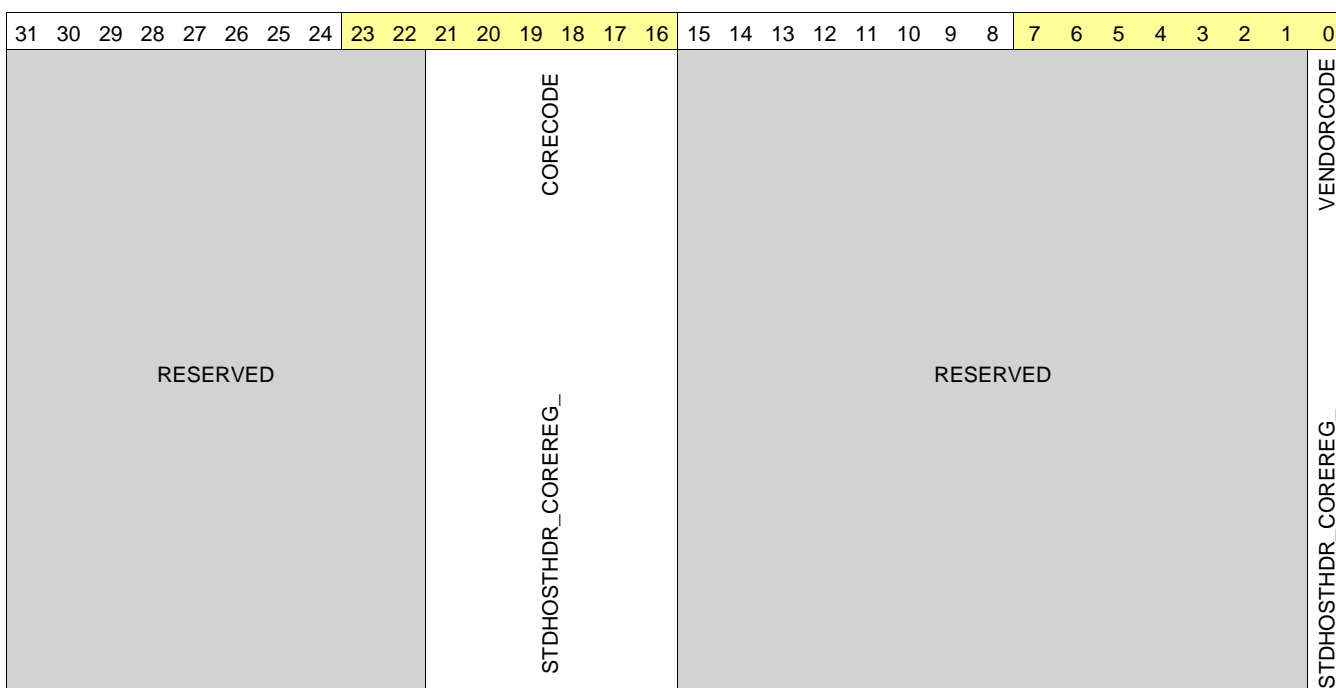 31 30 29 28 27 26 25 24 23 22 21 20 19 18 17 16 15 14 13 12 11 10 9 8 7 6 5 4 3 2 1 0
RESERVED
STDHOSTHDR_COREREG_ CORECODE
RESERVED
STDHOSTHDR_COREREG_ VENDORCODE